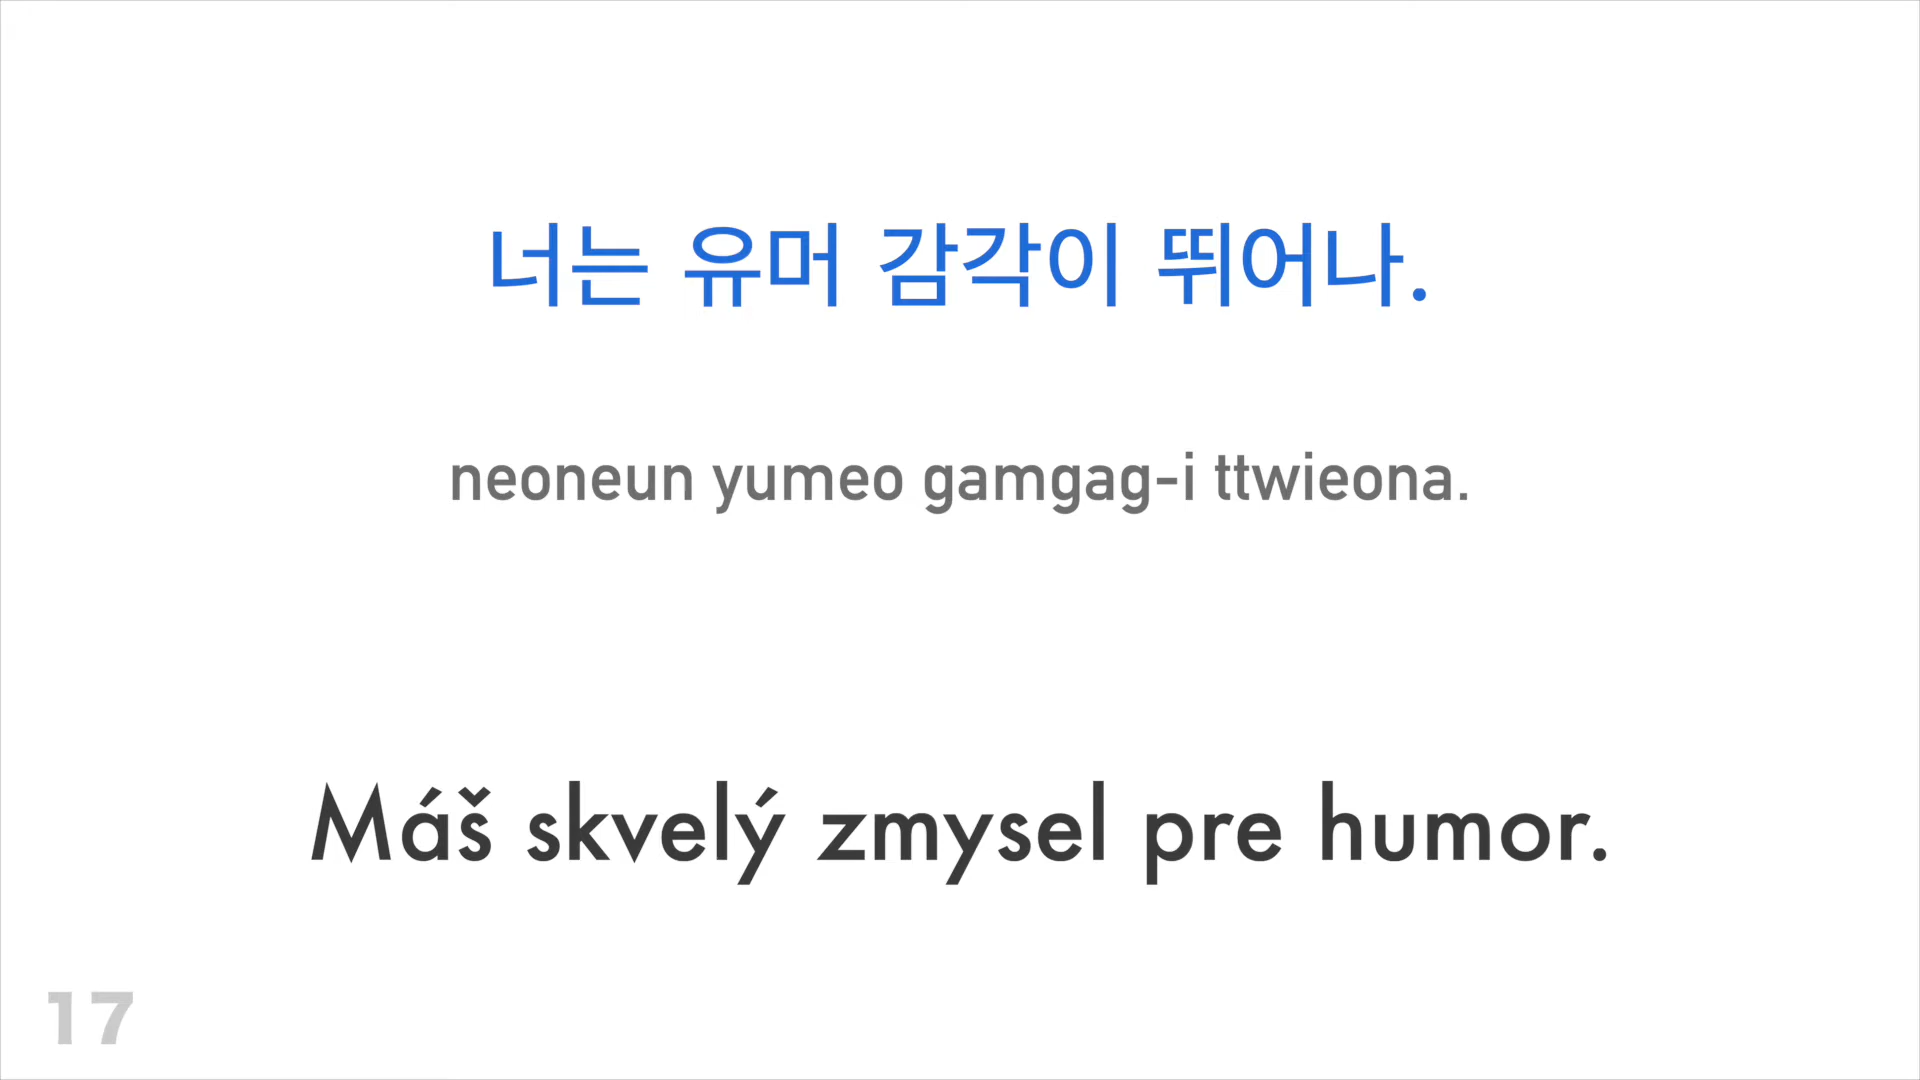 너는 유머 감각이 뛰어나.
neoneun yumeo gamgag-i ttwieona.
Máš skvelý zmysel pre humor.
17